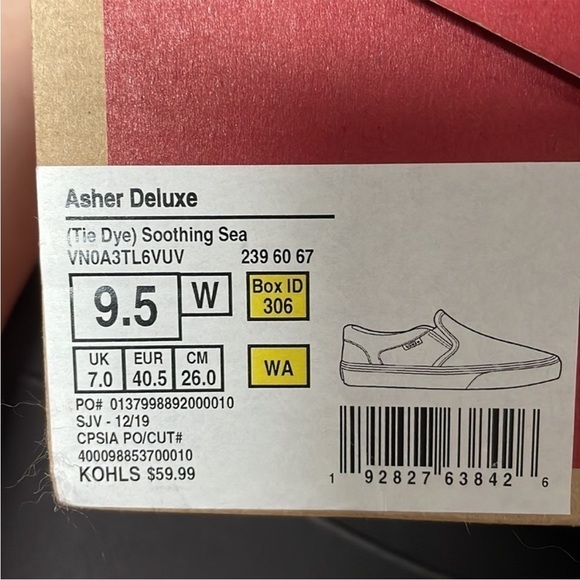 Asher Deluxe
(Tie Dye) Soothing Sea
VN0A3TL6VUV 239 60 67
9.5 W Box ID 306
UK 7.0 EUR 40.5 CM 26.0 WA
PO# 0137998892000010
SJV - 12/19
CPSIA PO/CUT#
400098853700010
KOHLS $59.99
1 92827 63842 6